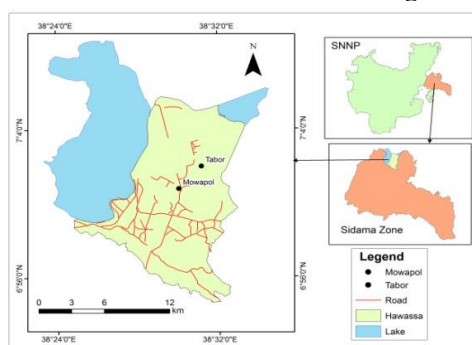 38°24'0"E
38°32'0"E
N
7°4'0"N
7°4'0"N
Tabor
Mowapol
6°56'0"N
6°56'0"N
0 3 6 12
km
38°24'0"E
38°32'0"E
SNNP
Sidama Zone
Legend
Mowapol
Tabor
Road
Hawassa
Lake